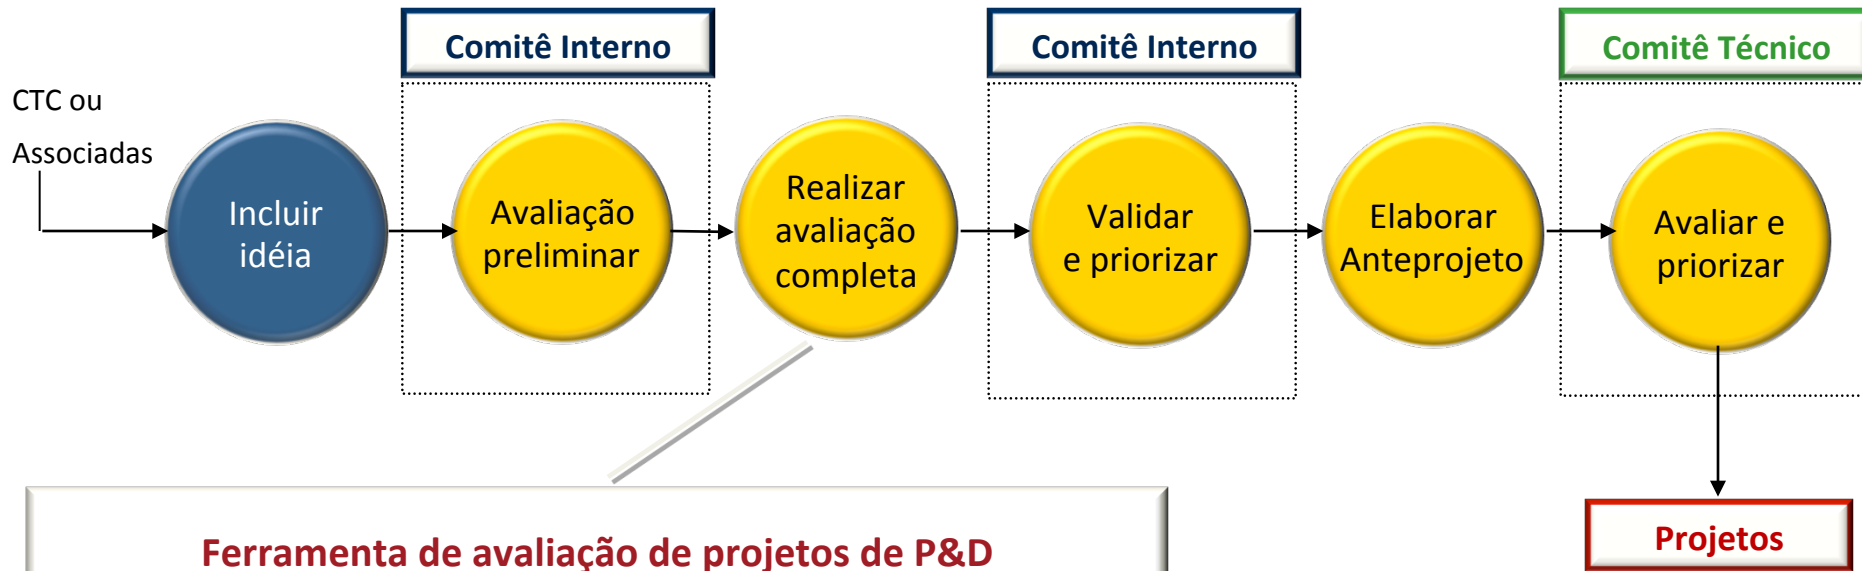 Comitê Interno
Comitê Interno
Comitê Técnico
CTC ou
Associadas
Incluir
idéia
Avaliação
preliminar
Realizar
avaliação
completa
Validar
e priorizar
Elaborar
Anteprojeto
Avaliar e
priorizar
Ferramenta de avaliação de projetos de P&D
Projetos